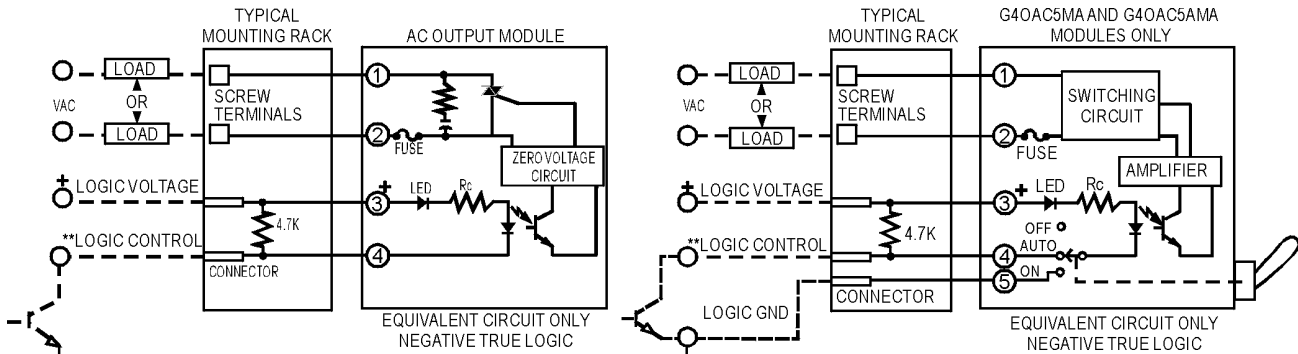 TYPICAL
MOUNTING RACK
AC OUTPUT MODULE
LOAD
VAC
OR
LOAD
SCREW
TERMINALS
1
2
FUSE
ZERO VOLTAGE
CIRCUIT
+
LOGIC VOLTAGE
4.7K
+
3
LED
Rc
**LOGIC CONTROL
CONNECTOR
4
EQUIVALENT CIRCUIT ONLY
NEGATIVE TRUE LOGIC
TYPICAL
MOUNTING RACK
G4OAC5MA AND G4OAC5AMA
MODULES ONLY
LOAD
VAC
OR
LOAD
SCREW
TERMINALS
1
2
FUSE
SWITCHING
CIRCUIT
AMPLIFIER
+
LOGIC VOLTAGE
4.7K
3
+
LED
Rc
OFF
**LOGIC CONTROL
4
AUTO
5
ON
CONNECTOR
LOGIC GND
EQUIVALENT CIRCUIT ONLY
NEGATIVE TRUE LOGIC